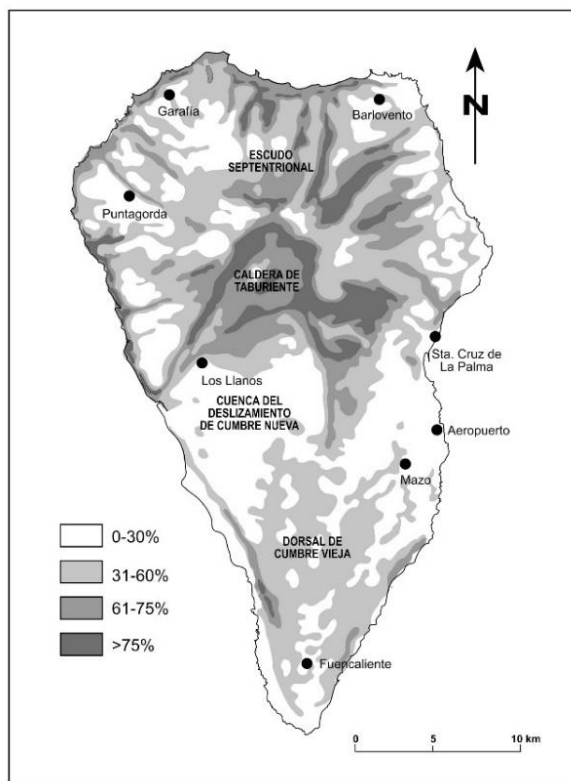 N
Garafía
Barlovento
ESCUDO
SEPTENTRIONAL
Puntagorda
CALDERA DE
TABURIENTE
Sta. Cruz de
La Palma
Los Llanos
CUENCA DEL
DESLIZAMIENTO
DE CUMBRE NUEVA
Aeropuerto
Mazo
DORSAL DE
CUMBRE VIEJA
0-30%
31-60%
61-75%
>75%
Fuencaliente
0 5 10 km